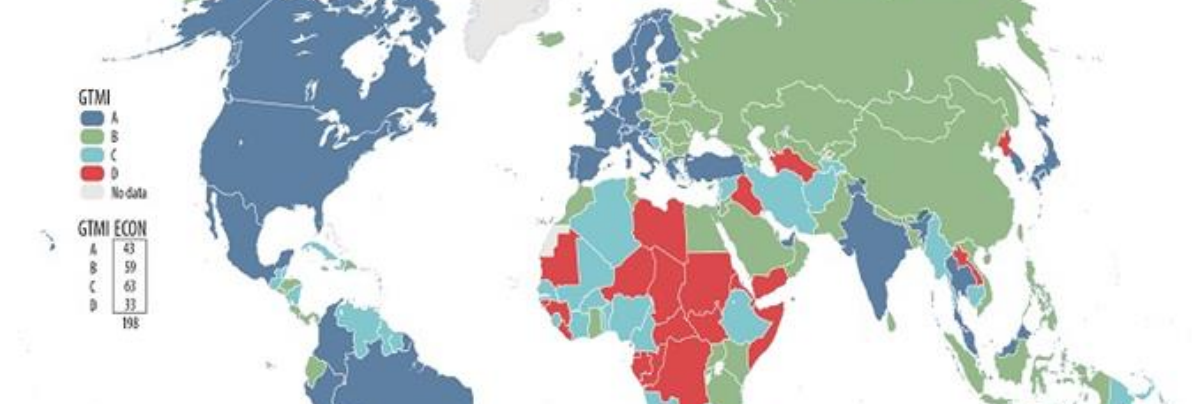 GTMI
A
B
C
D
No data
GTMI ECON
A 43
B 59
C 63
D 33
198